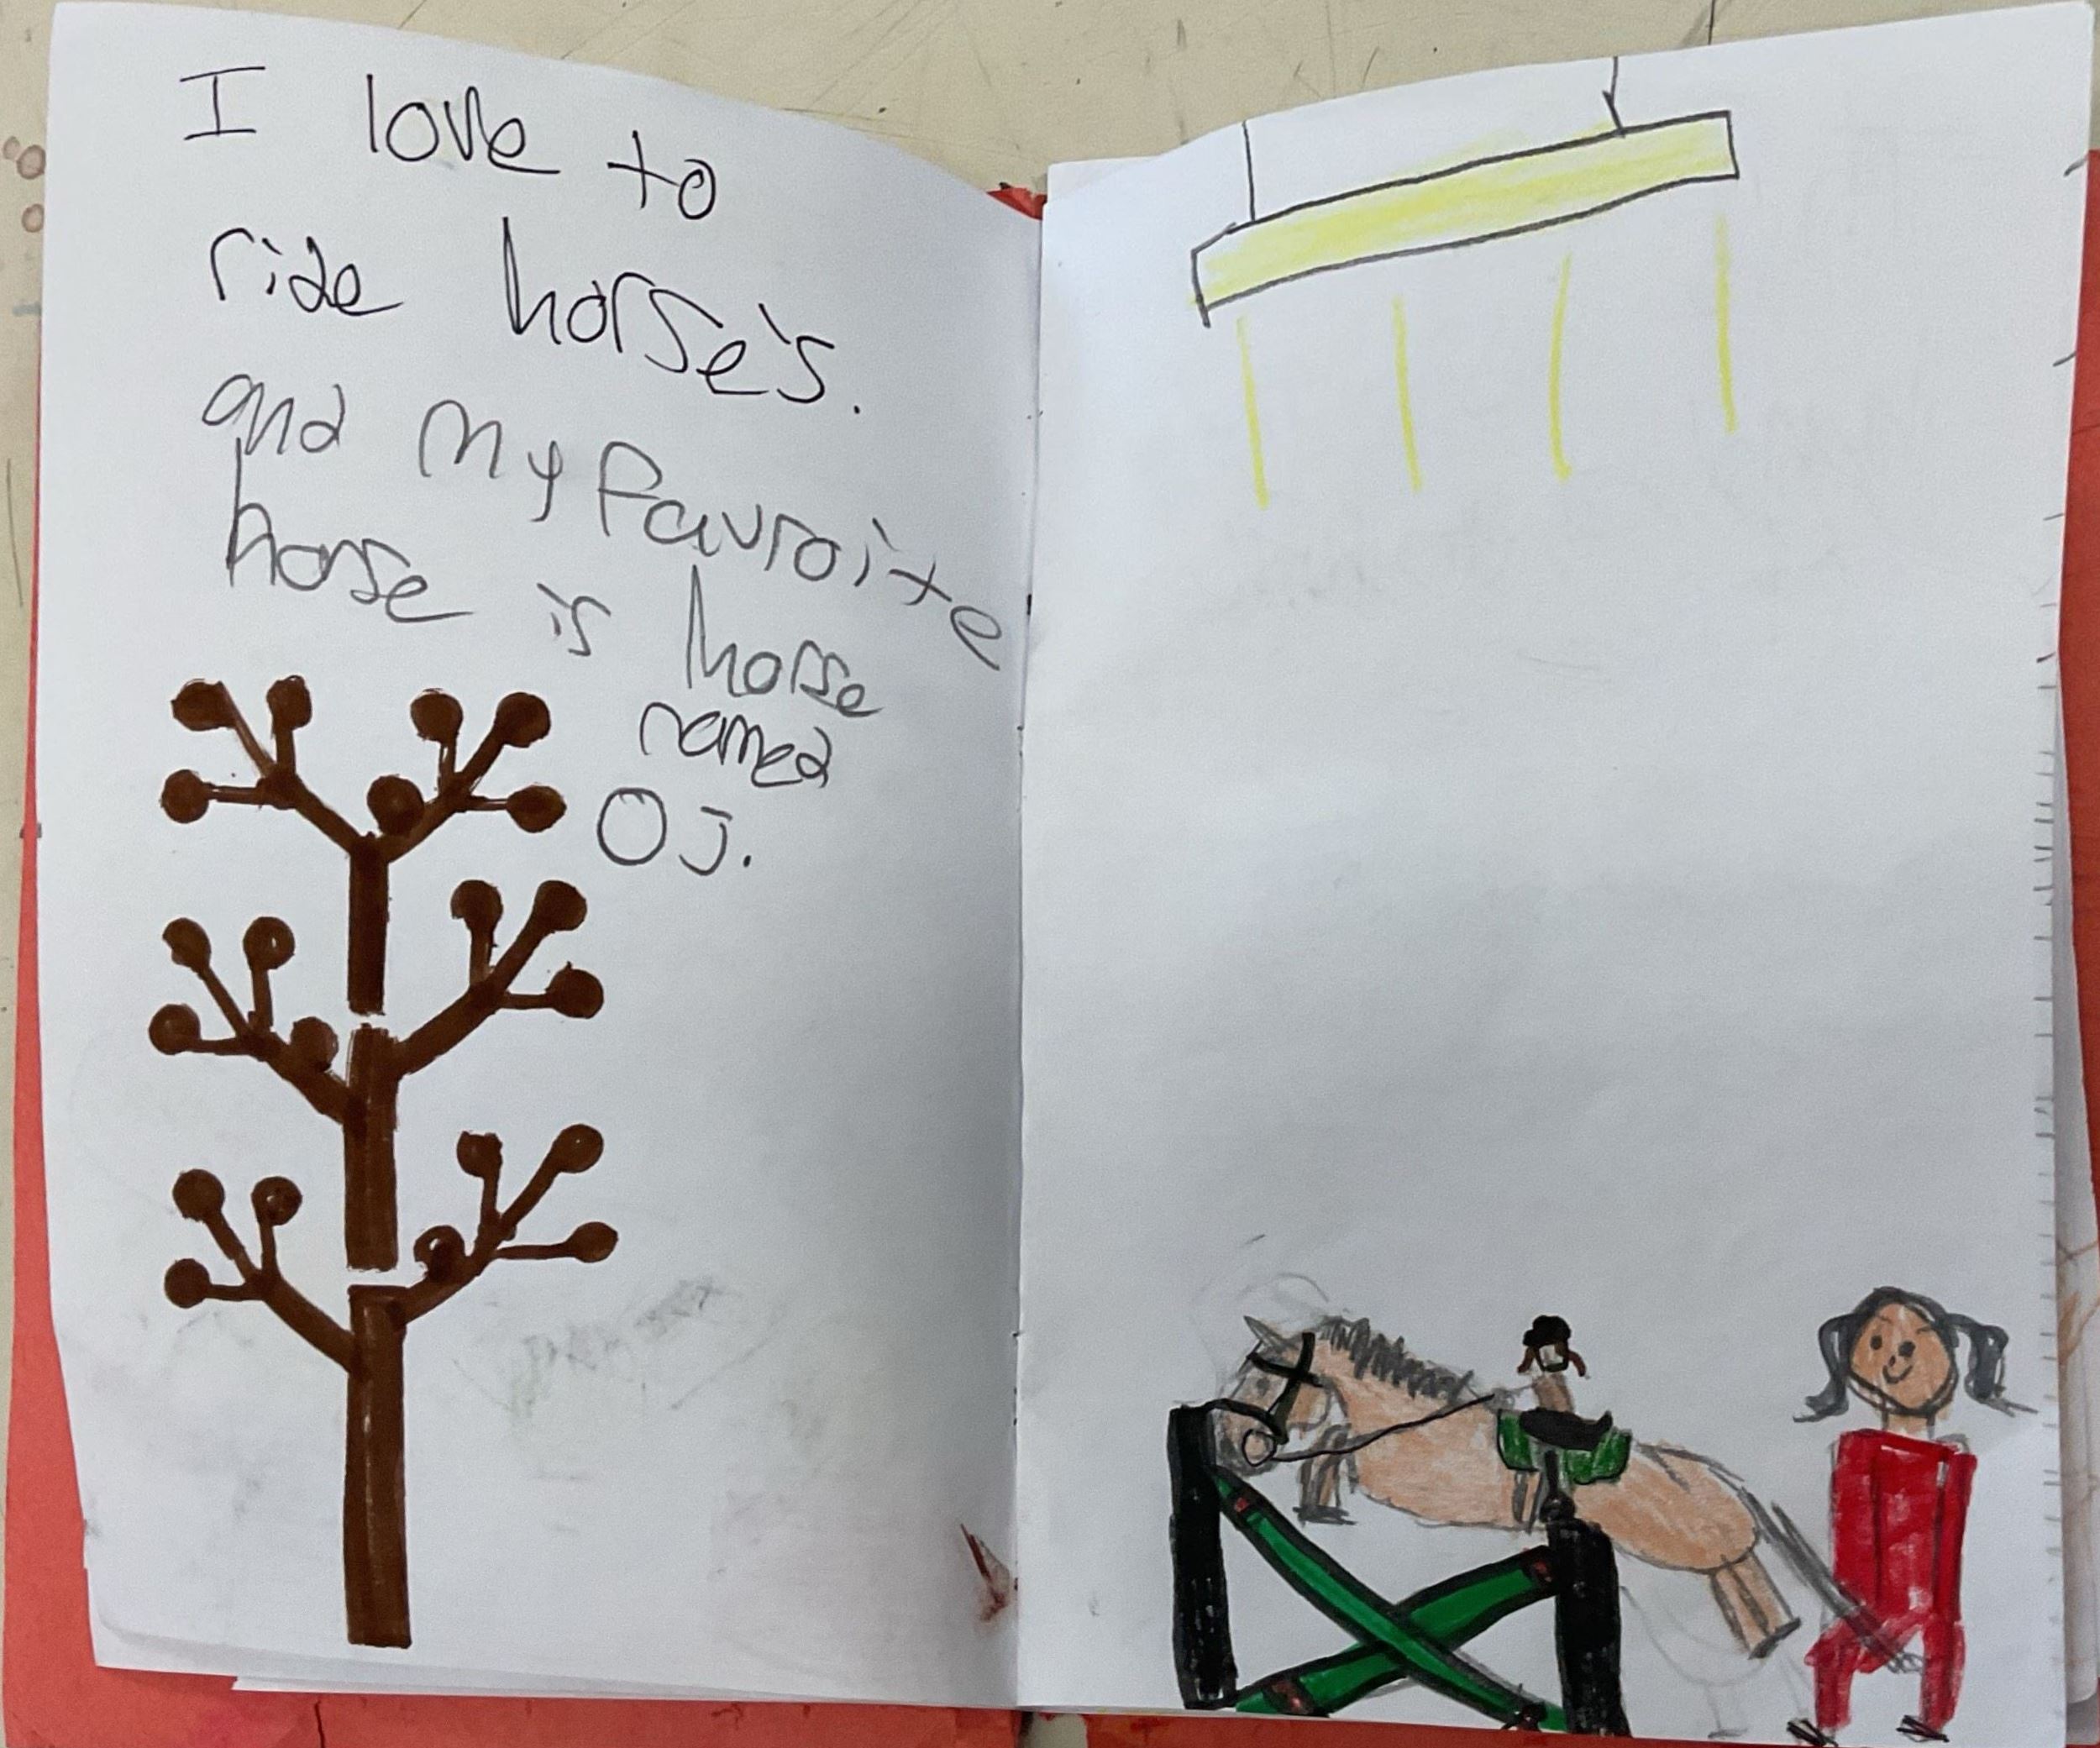 I love to
ride horse's.
and my favroite
horse is horse
named
OJ.